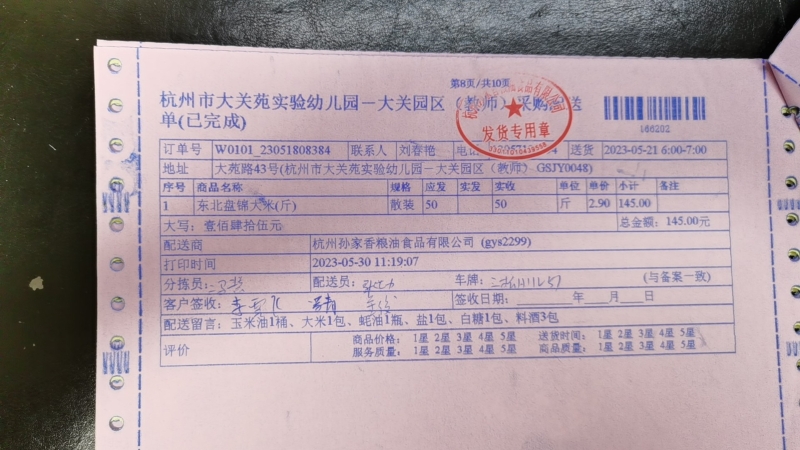 第8页/共10页
杭州市大关苑实验幼儿园－大关园区（教师）采购配送
单(已完成)
166202
发货专用章
订单号 W0101_23051808384 联系人 刘春艳 电话 送货 2023-05-21 6:00-7:00
地址 大苑路43号(杭州市大关苑实验幼儿园－大关园区（教师）GSJY0048)
序号 商品名称 规格 应发 实发 实收 单位 单价 小计 备注
1 东北盘锦大米(斤) 散装 50 50 斤 2.90 145.00
大写：壹佰肆拾伍元 总金额：145.00元
配送商 杭州孙家香粮油食品有限公司 (gys2299)
打印时间 2023-05-30 11:19:07
分拣员: 配送员: 车牌: (与备案一致)
客户签收: 签收日期: 年 月 日
配送留言: 玉米油1桶、大米1包、蚝油1瓶、盐1包、白糖1包、料酒3包
评价 商品价格: 1星 2星 3星 4星 5星 送货时间: 1星 2星 3星 4星 5星
服务质量: 1星 2星 3星 4星 5星 商品质量: 1星 2星 3星 4星 5星